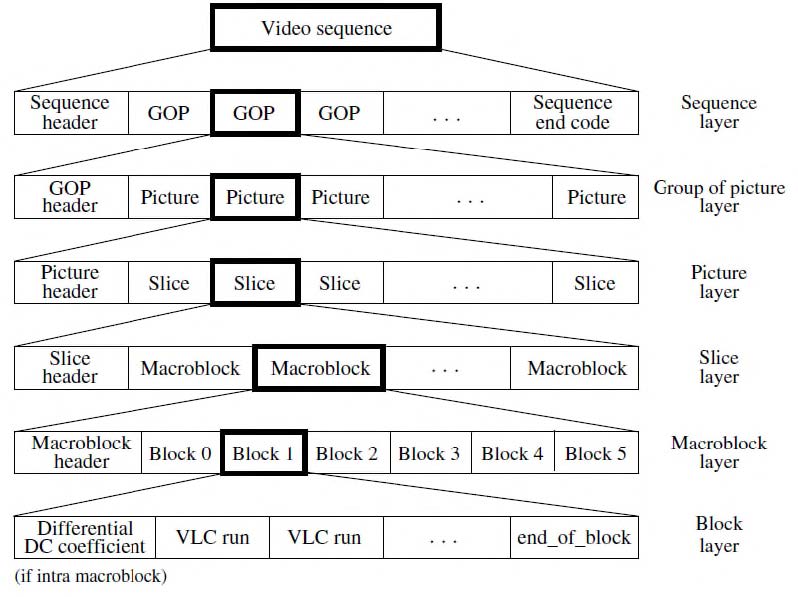 Video sequence
Sequence header GOP GOP GOP . . . Sequence end code Sequence layer
GOP header Picture Picture Picture . . . Picture Group of picture layer
Picture header Slice Slice Slice . . . Slice Picture layer
Slice header Macroblock Macroblock . . . Macroblock Slice layer
Macroblock header Block 0 Block 1 Block 2 Block 3 Block 4 Block 5 Macroblock layer
Differential DC coefficient VLC run VLC run . . . end_of_block Block layer
(if intra macroblock)